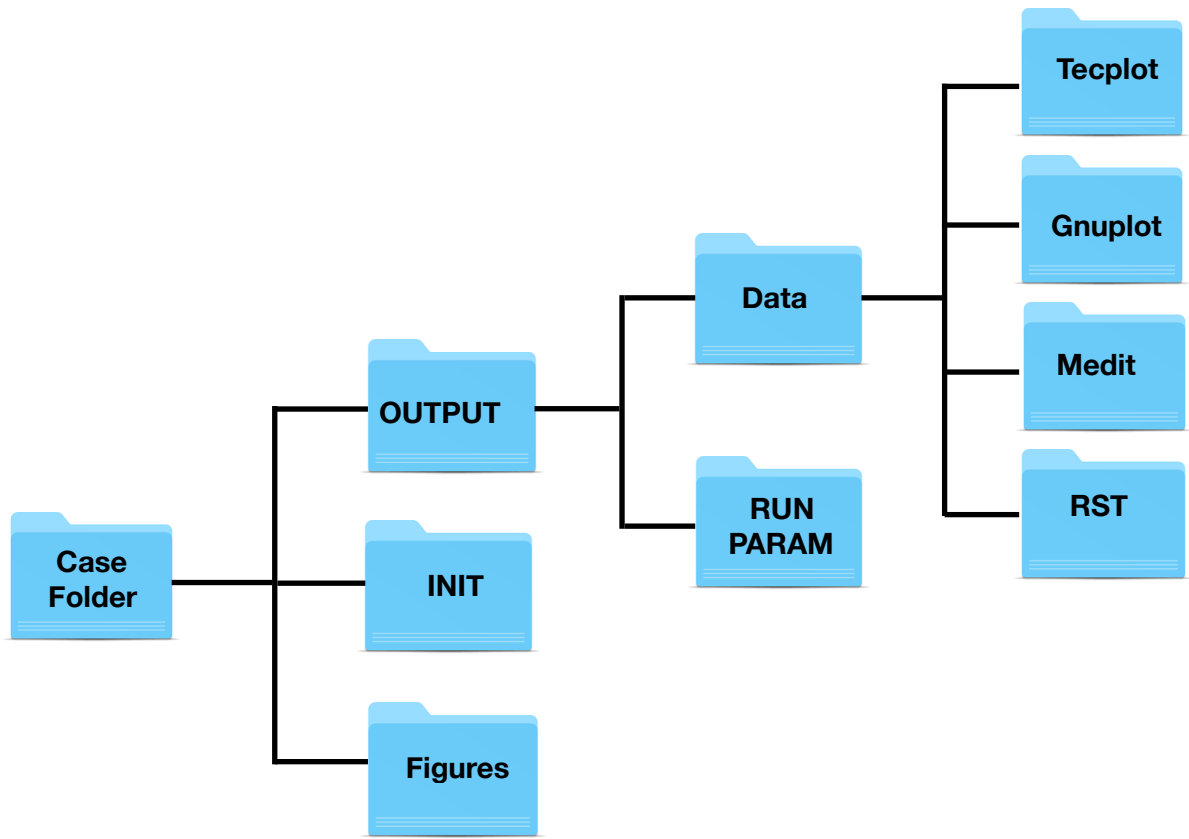 Tecplot
Gnuplot
Data
Medit
OUTPUT
RST
RUN
PARAM
Case
Folder
INIT
Figures